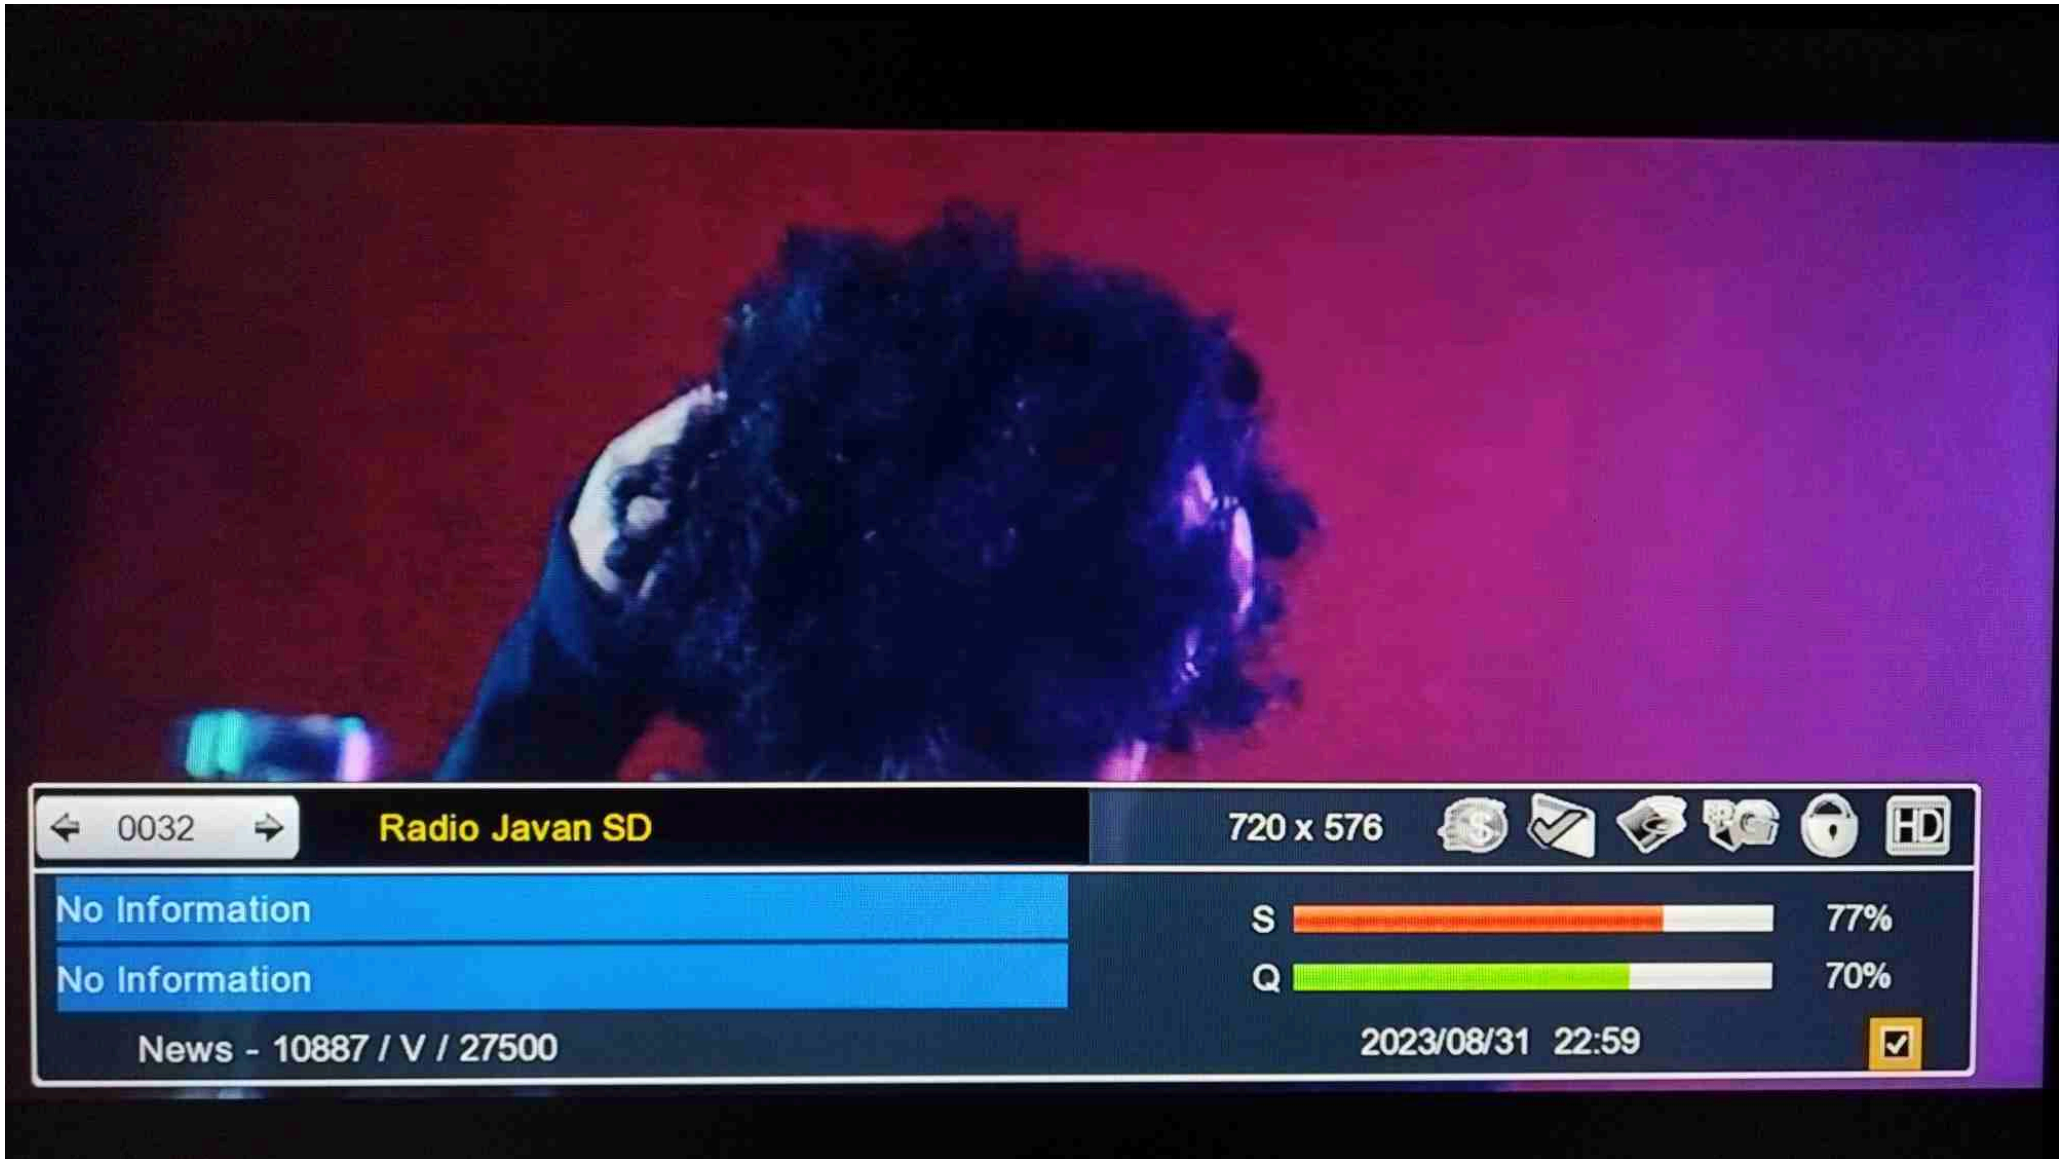 0032 Radio Javan SD 720 x 576 HD
No Information S 77%
No Information Q 70%
News - 10887 / V / 27500 2023/08/31 22:59